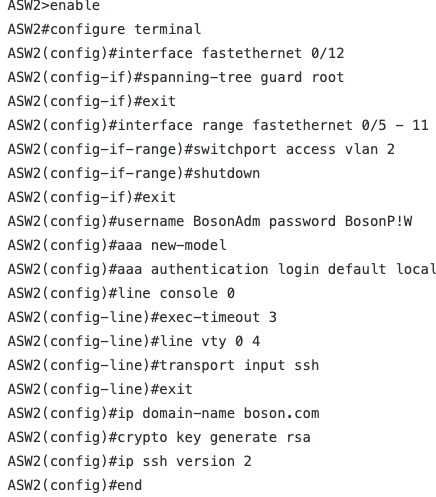 ASW2>enable
ASW2#configure terminal
ASW2(config)#interface fastethernet 0/12
ASW2(config-if)#spanning-tree guard root
ASW2(config-if)#exit
ASW2(config)#interface range fastethernet 0/5 – 11
ASW2(config-if-range)#switchport access vlan 2
ASW2(config-if-range)#shutdown
ASW2(config-if)#exit
ASW2(config)#username BosonAdm password BosonP!W
ASW2(config)#aaa new-model
ASW2(config)#aaa authentication login default local
ASW2(config)#line console 0
ASW2(config-line)#exec-timeout 3
ASW2(config-line)#line vty 0 4
ASW2(config-line)#transport input ssh
ASW2(config-line)#exit
ASW2(config)#ip domain-name boson.com
ASW2(config)#crypto key generate rsa
ASW2(config)#ip ssh version 2
ASW2(config)#end